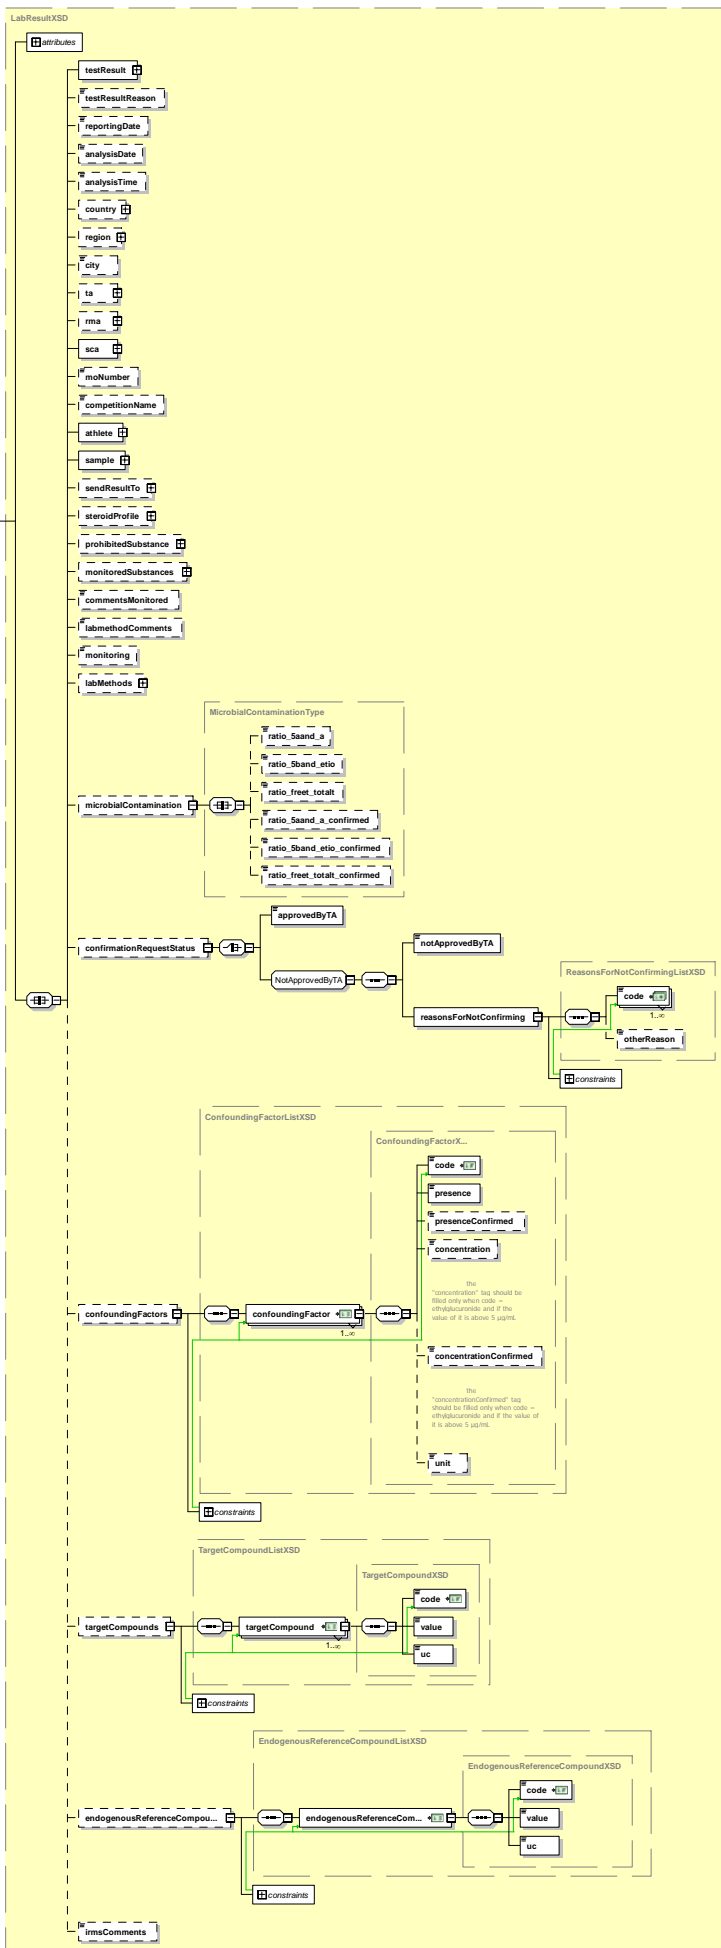 LabResultXSD
attributes
testResult
testResultReason
reportingDate
analysisDate
analysisTime
country
region
city
ta
rma
sca
moNumber
competitionName
athlete
sample
sendResultTo
steroidProfile
prohibitedSubstance
monitoredSubstances
commentsMonitored
labmethodComments
monitoring
labMethods
MicrobialContaminationType
ratio_5aand_a
ratio_5band_etio
ratio_freet_totalt
microbialContamination
ratio_5aand_a_confirmed
ratio_5band_etio_confirmed
ratio_freet_totalt_confirmed
approvedByTA
confirmationRequestStatus
notApprovedByTA
NotApprovedByTA
ReasonsForNotConfirmingListXSD
code
1..∞
reasonsForNotConfirming
otherReason
constraints
ConfoundingFactorListXSD
ConfoundingFactorX...
code
presence
presenceConfirmed
concentration
the
"concentration" tag should be
filled only when code =
ethylglucuronide and if the
value of it is above 5 µg/mL
confoundingFactors
confoundingFactor
1..∞
concentrationConfirmed
the
"concentrationConfirmed" tag
should be filled only when code =
ethylglucuronide and if the value of
it is above 5 µg/mL
unit
constraints
TargetCompoundListXSD
TargetCompoundXSD
code
targetCompounds
targetCompound
1..∞
value
uc
constraints
EndogenousReferenceCompoundListXSD
EndogenousReferenceCompoundXSD
code
endogenousReferenceCompou...
endogenousReferenceCom...
value
uc
constraints
irmsComments